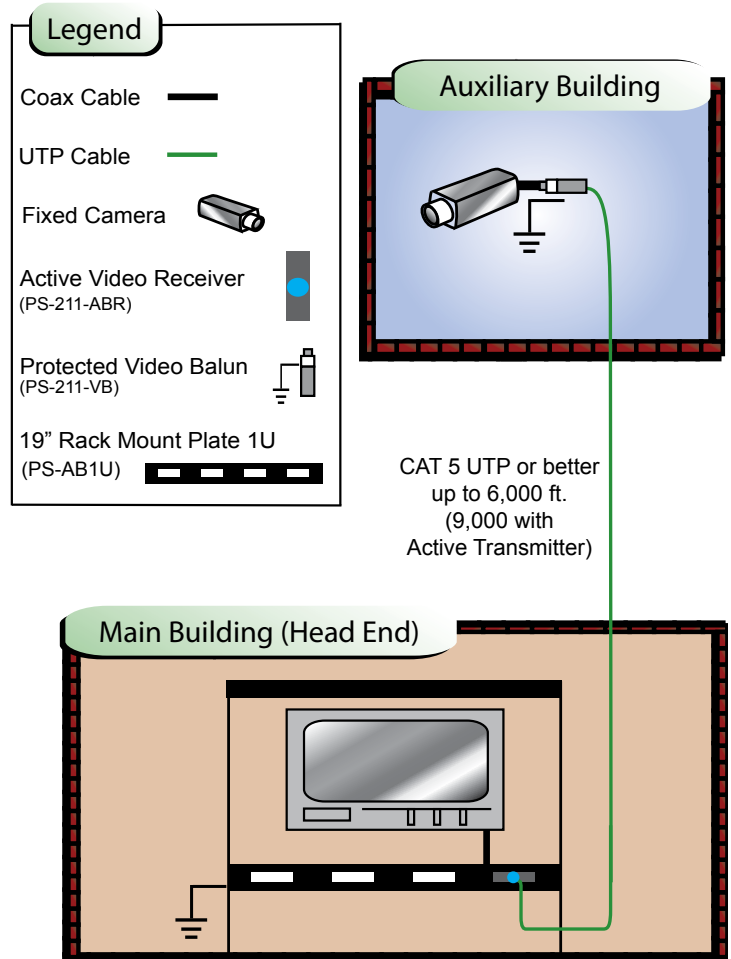 Legend
Coax Cable
UTP Cable
Fixed Camera
Active Video Receiver
(PS-211-ABR)
Protected Video Balun
(PS-211-VB)
19” Rack Mount Plate 1U
(PS-AB1U)
Auxiliary Building
CAT 5 UTP or better
up to 6,000 ft.
(9,000 with
Active Transmitter)
Main Building (Head End)